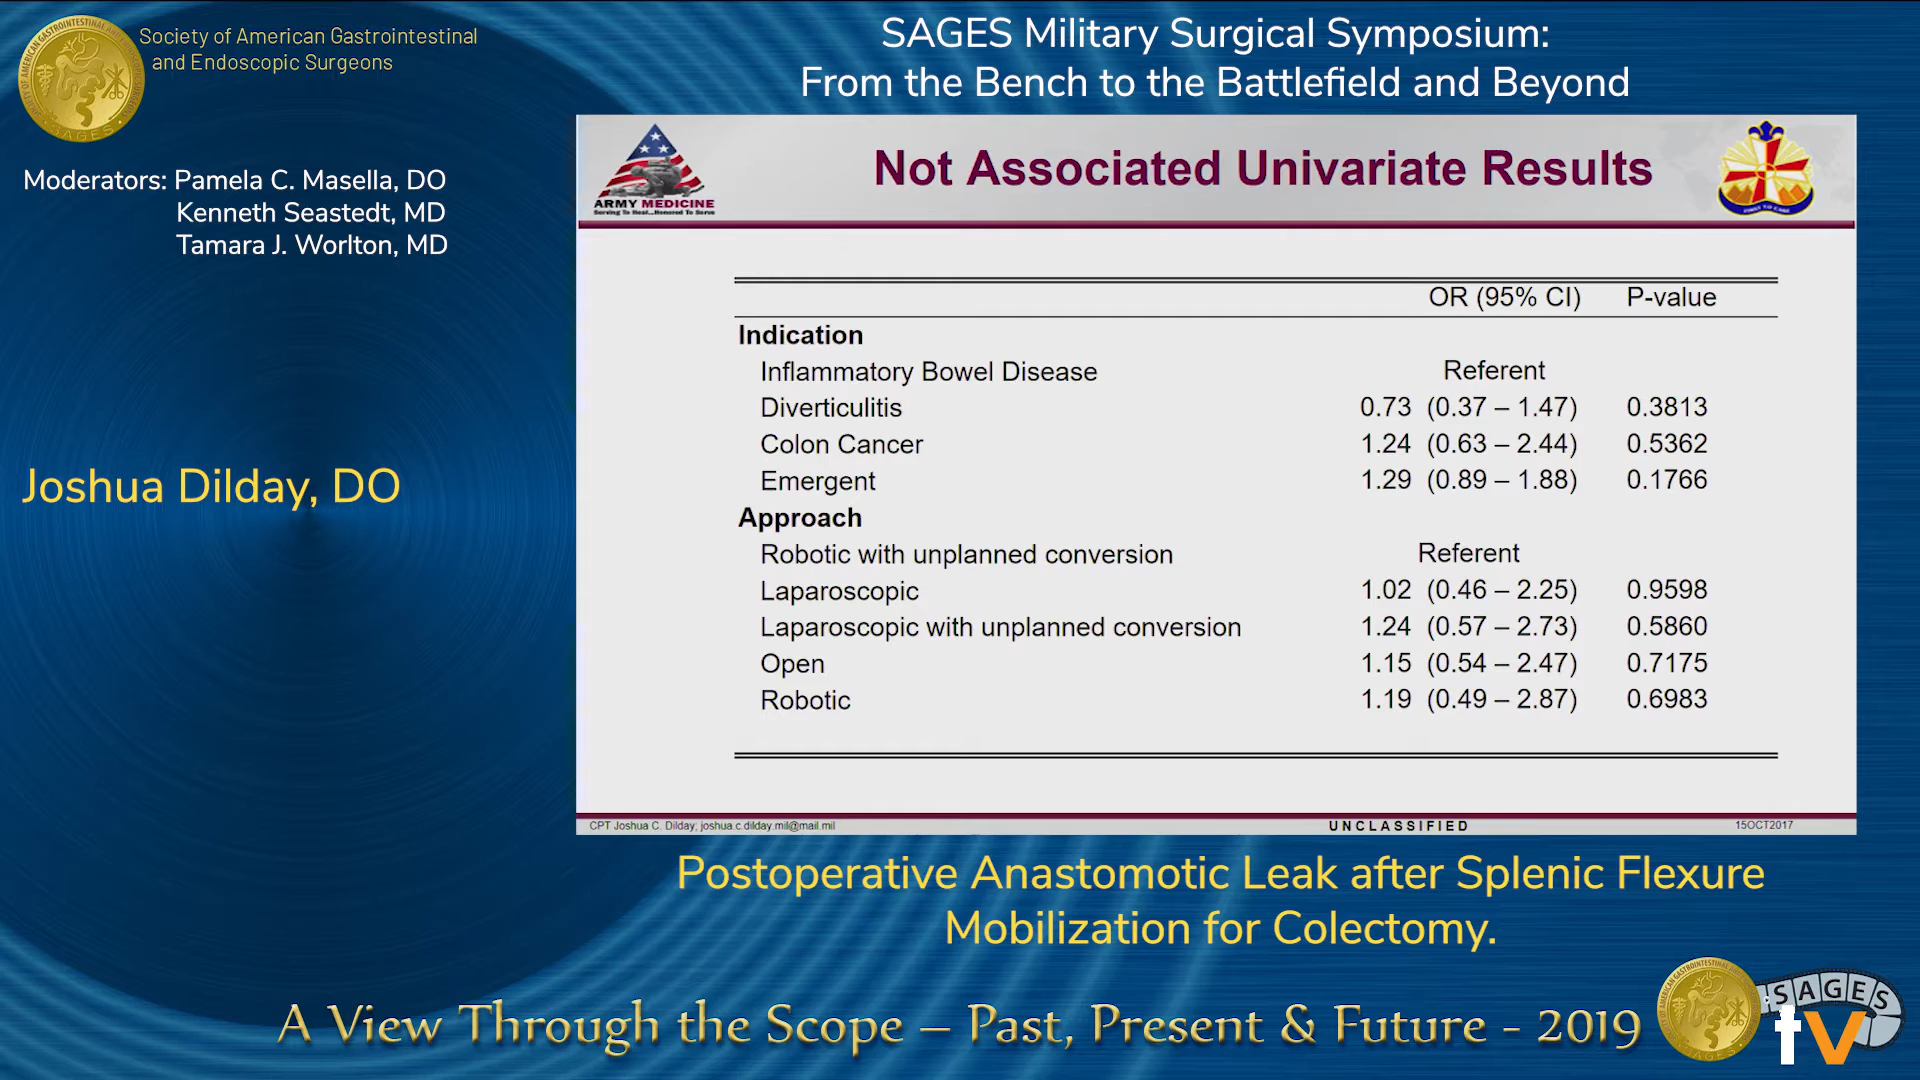 Society of American Gastrointestinal
and Endoscopic Surgeons
SAGES Military Surgical Symposium:
From the Bench to the Battlefield and Beyond
Moderators: Pamela C. Masella, DO
Kenneth Seastedt, MD
Tamara J. Worlton, MD
Joshua Dilday, DO
ARMY MEDICINE
Serving To Heal...Honored To Serve
Not Associated Univariate Results
OR (95% CI) P-value
Indication
Inflammatory Bowel Disease Referent
Diverticulitis 0.73 (0.37 – 1.47) 0.3813
Colon Cancer 1.24 (0.63 – 2.44) 0.5362
Emergent 1.29 (0.89 – 1.88) 0.1766
Approach
Robotic with unplanned conversion Referent
Laparoscopic 1.02 (0.46 – 2.25) 0.9598
Laparoscopic with unplanned conversion 1.24 (0.57 – 2.73) 0.5860
Open 1.15 (0.54 – 2.47) 0.7175
Robotic 1.19 (0.49 – 2.87) 0.6983
CPT Joshua C. Dilday; joshua.c.dilday.mil@mail.mil UNCLASSIFIED 15OCT2017
Postoperative Anastomotic Leak after Splenic Flexure
Mobilization for Colectomy.
A View Through the Scope – Past, Present & Future - 2019
SAGES
tv